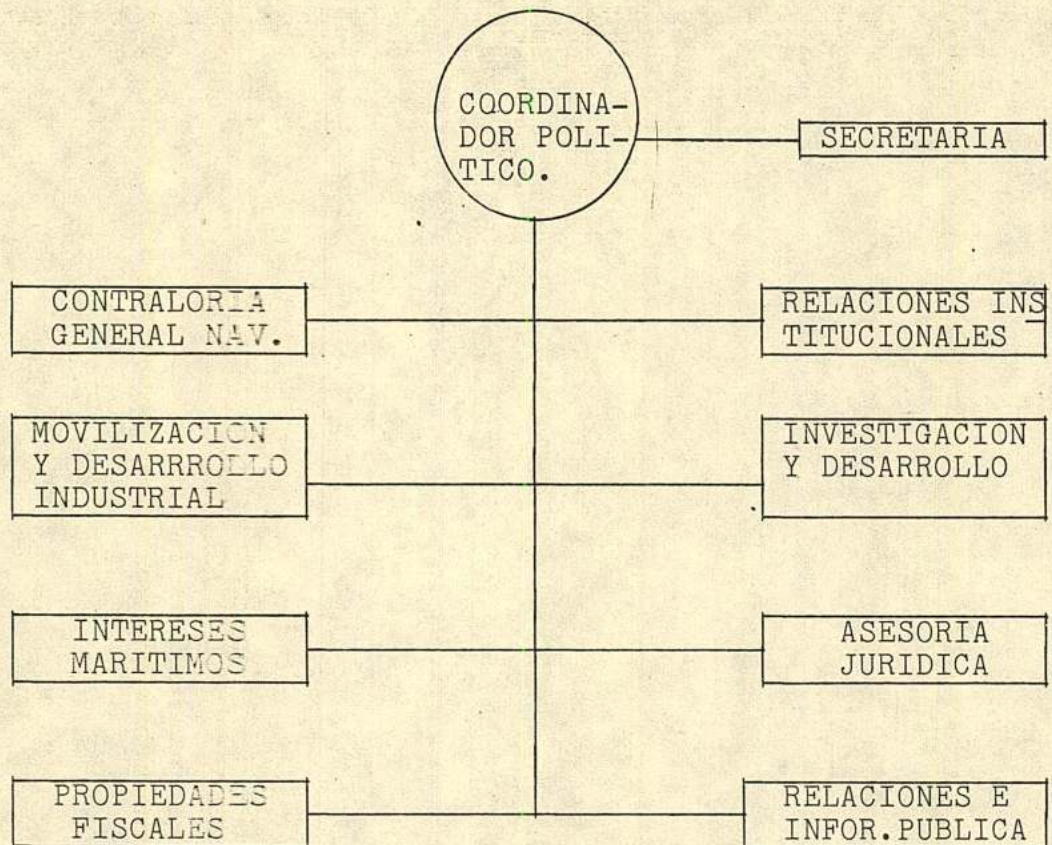 COORDINA-
DOR POLI-
TICO.
SECRETARIA
CONTRALORIA
GENERAL NAV.
RELACIONES INS
TITUCIONALES
MOVILIZACION
Y DESARRROLLO
INDUSTRIAL
INVESTIGACION
Y DESARROLLO
INTERESES
MARITIMOS
ASESORIA
JURIDICA
PROPIEDADES
FISCALES
RELACIONES E
INFOR.PUBLICA